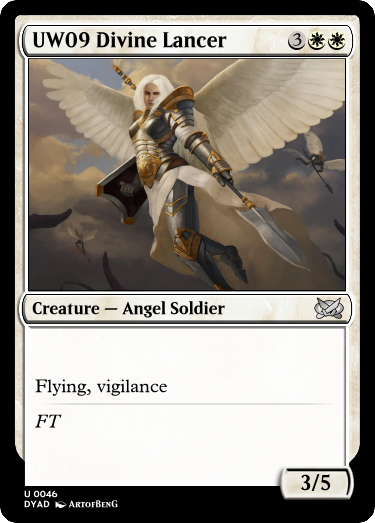 UW09 Divine Lancer 3
Creature — Angel Soldier
Flying, vigilance
FT
3/5
U 0046
DYAD ArtofBenG